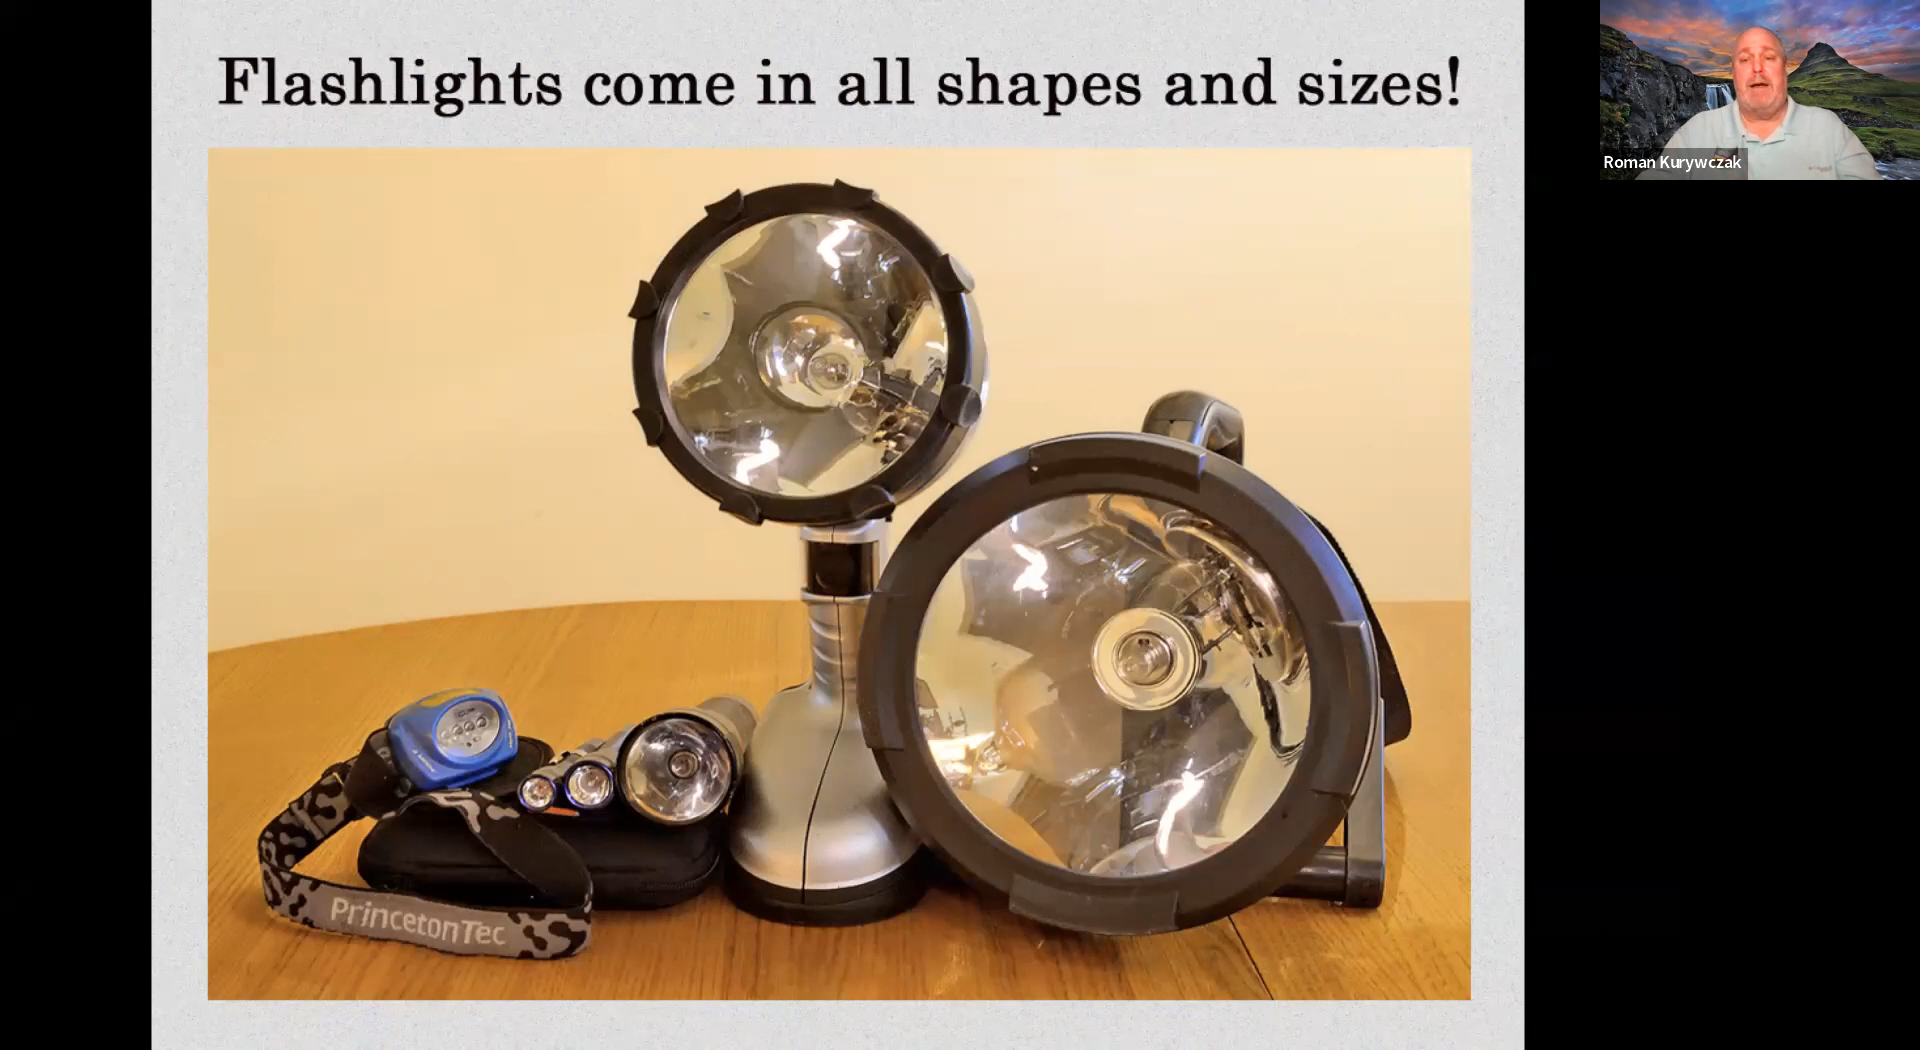 Flashlights come in all shapes and sizes!
Roman Kurywczak
PrincetonTec